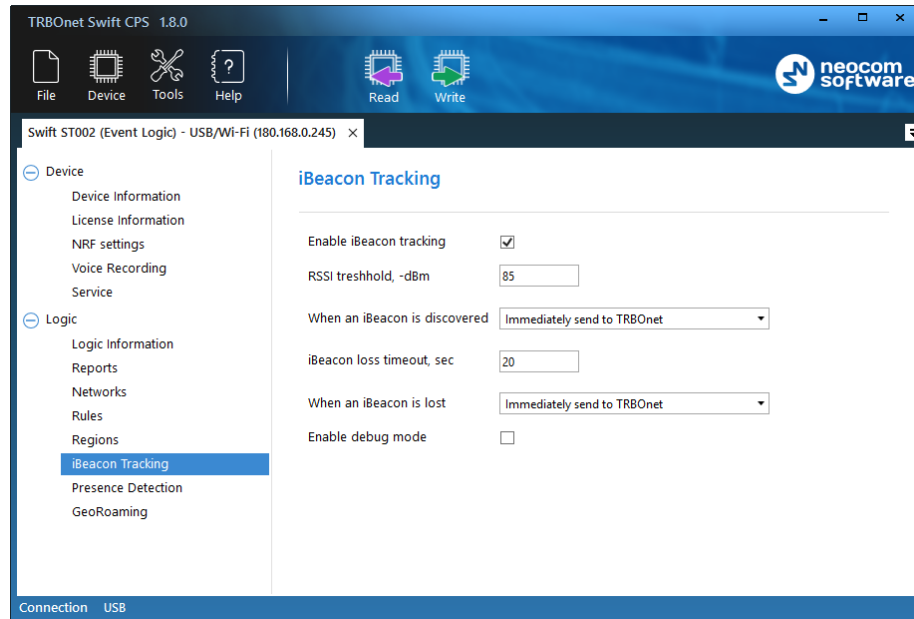 TRBOnet Swift CPS 1.8.0
File Device Tools Help Read Write
neocom
software
Swift ST002 (Event Logic) - USB/Wi-Fi (180.168.0.245)
Device
Device Information
License Information
NRF settings
Voice Recording
Service
Logic
Logic Information
Reports
Networks
Rules
Regions
iBeacon Tracking
Presence Detection
GeoRoaming
iBeacon Tracking
Enable iBeacon tracking
RSSI treshhold, -dBm 85
When an iBeacon is discovered Immediately send to TRBOnet
iBeacon loss timeout, sec 20
When an iBeacon is lost Immediately send to TRBOnet
Enable debug mode
Connection USB